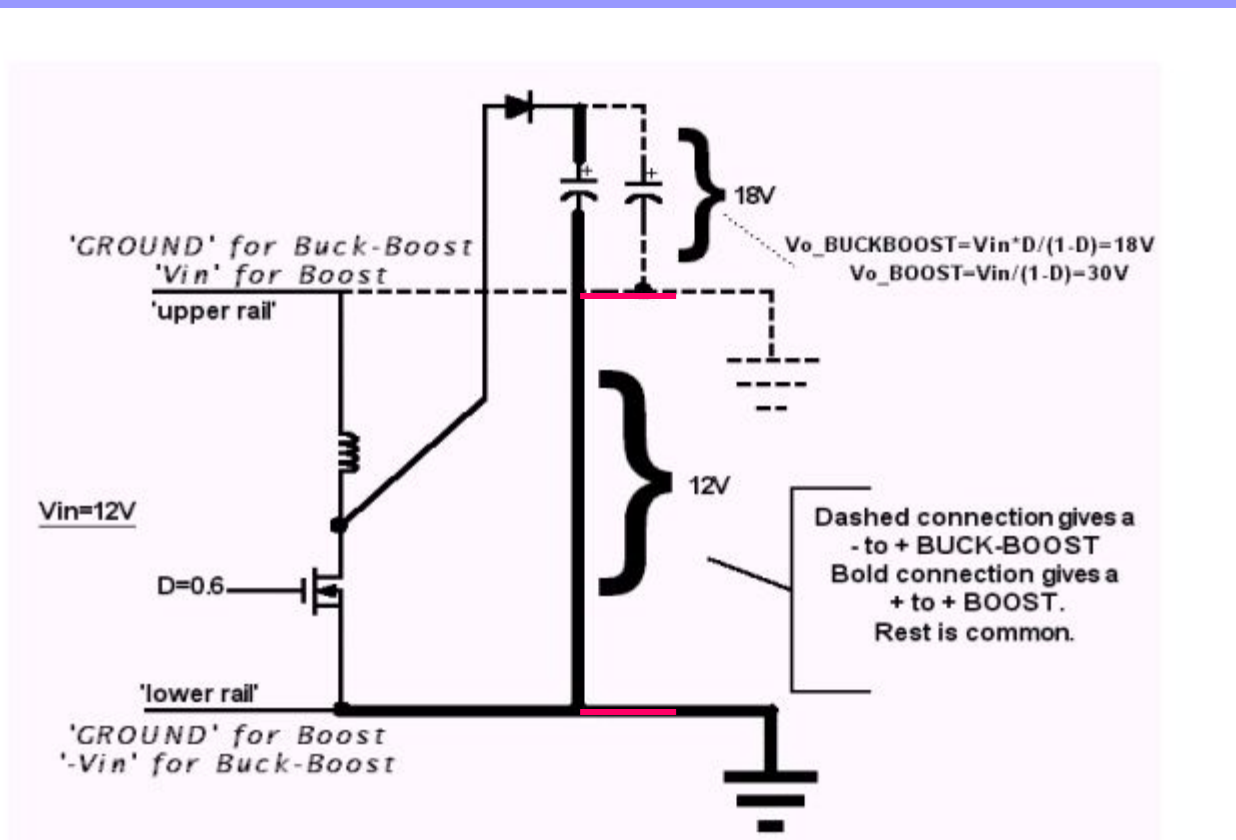 +
+
18V
'GROUND' for Buck-Boost
Vo_BUCKBOOST=Vin*D/(1-D)=18V
'Vin' for Boost
Vo_BOOST=Vin/(1-D)=30V
'upper rail'
12V
Vin=12V
Dashed connection gives a
- to + BUCK-BOOST
Bold connection gives a
+ to + BOOST.
Rest is common.
D=0.6
'lower rail'
'GROUND' for Boost
'-Vin' for Buck-Boost